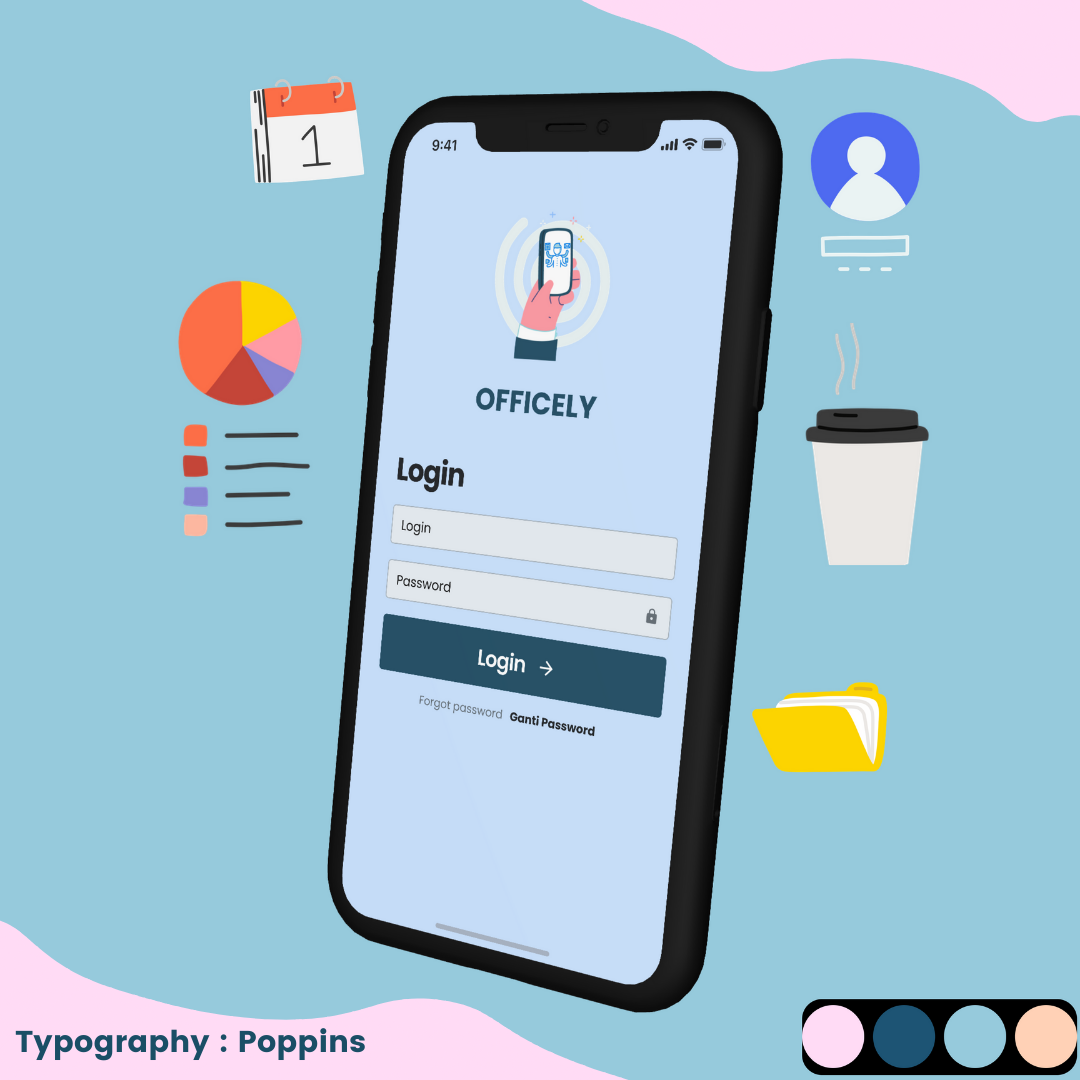 1
9:41
OFFICELY
Login
Login
Password
Login →
Forgot password Ganti Password
Typography : Poppins